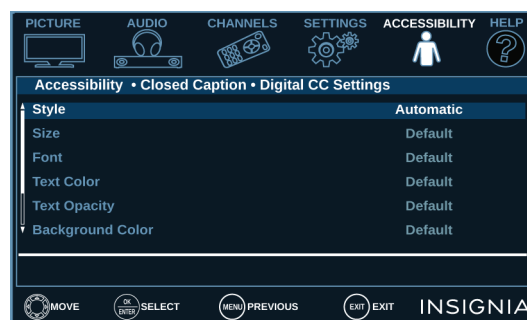 PICTURE AUDIO CHANNELS SETTINGS ACCESSIBILITY HELP
?
Accessibility • Closed Caption • Digital CC Settings
Style Automatic
Size Default
Font Default
Text Color Default
Text Opacity Default
Background Color Default
MOVE OK ENTER SELECT MENU PREVIOUS EXIT EXIT INSIGNIA